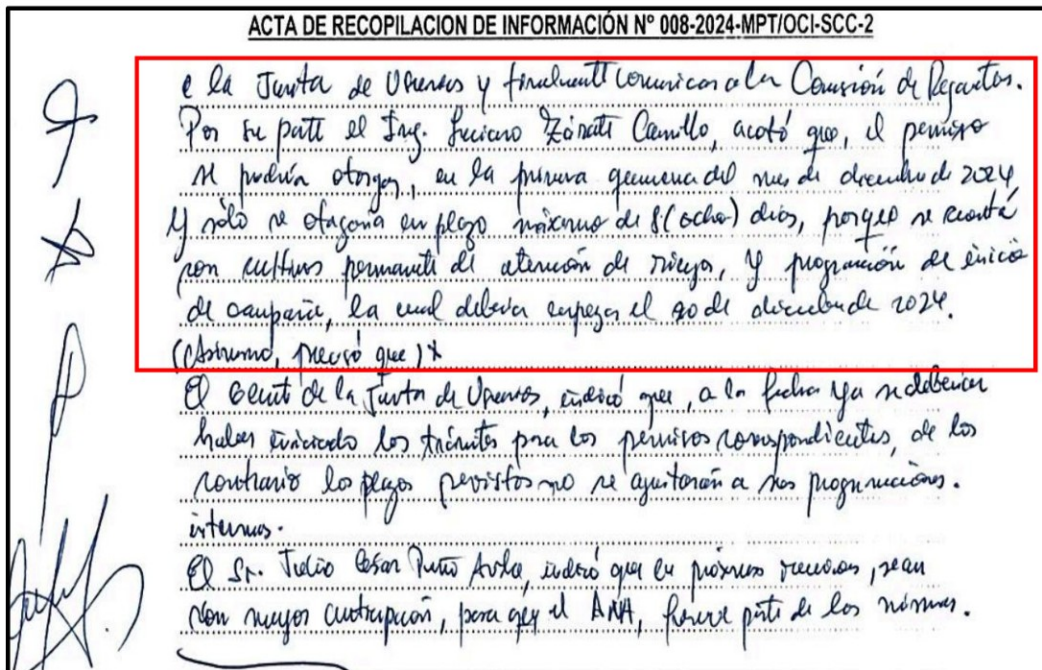 ACTA DE RECOPILACION DE INFORMACIÓN Nº 008-2024-MPT/OCI-SCC-2
a la Junta de Usuarios y finalmente comunicar a la Comisión de Regantes.
Por su parte el Ing. Luciano Zárate Carrillo, acotó que, el permiso
se podría otorgar, en la primera quincena del mes de diciembre de 2024
y sólo se otogaria un plazo máximo de 8 (ocho) días, porque se cuenta
con cultivos permanente de atención de riego, y programación de inicio
de campaña, la cual debería empezar el 20 de diciembre de 2024.
(Asimismo, precisó que) *
El Gerente de la Junta de Usuarios, indicó que, a la fecha ya se deberían
haber iniciado los trámites para los permisos correspondientes, de los
contrario los plazos previstos no se ajustarán a sus programaciones.
internas.
El Sr. Julio César Avila, indicó que en próximas reuniones, sean
con mayor anticipación, para que el ANA, forme parte de las mismas.